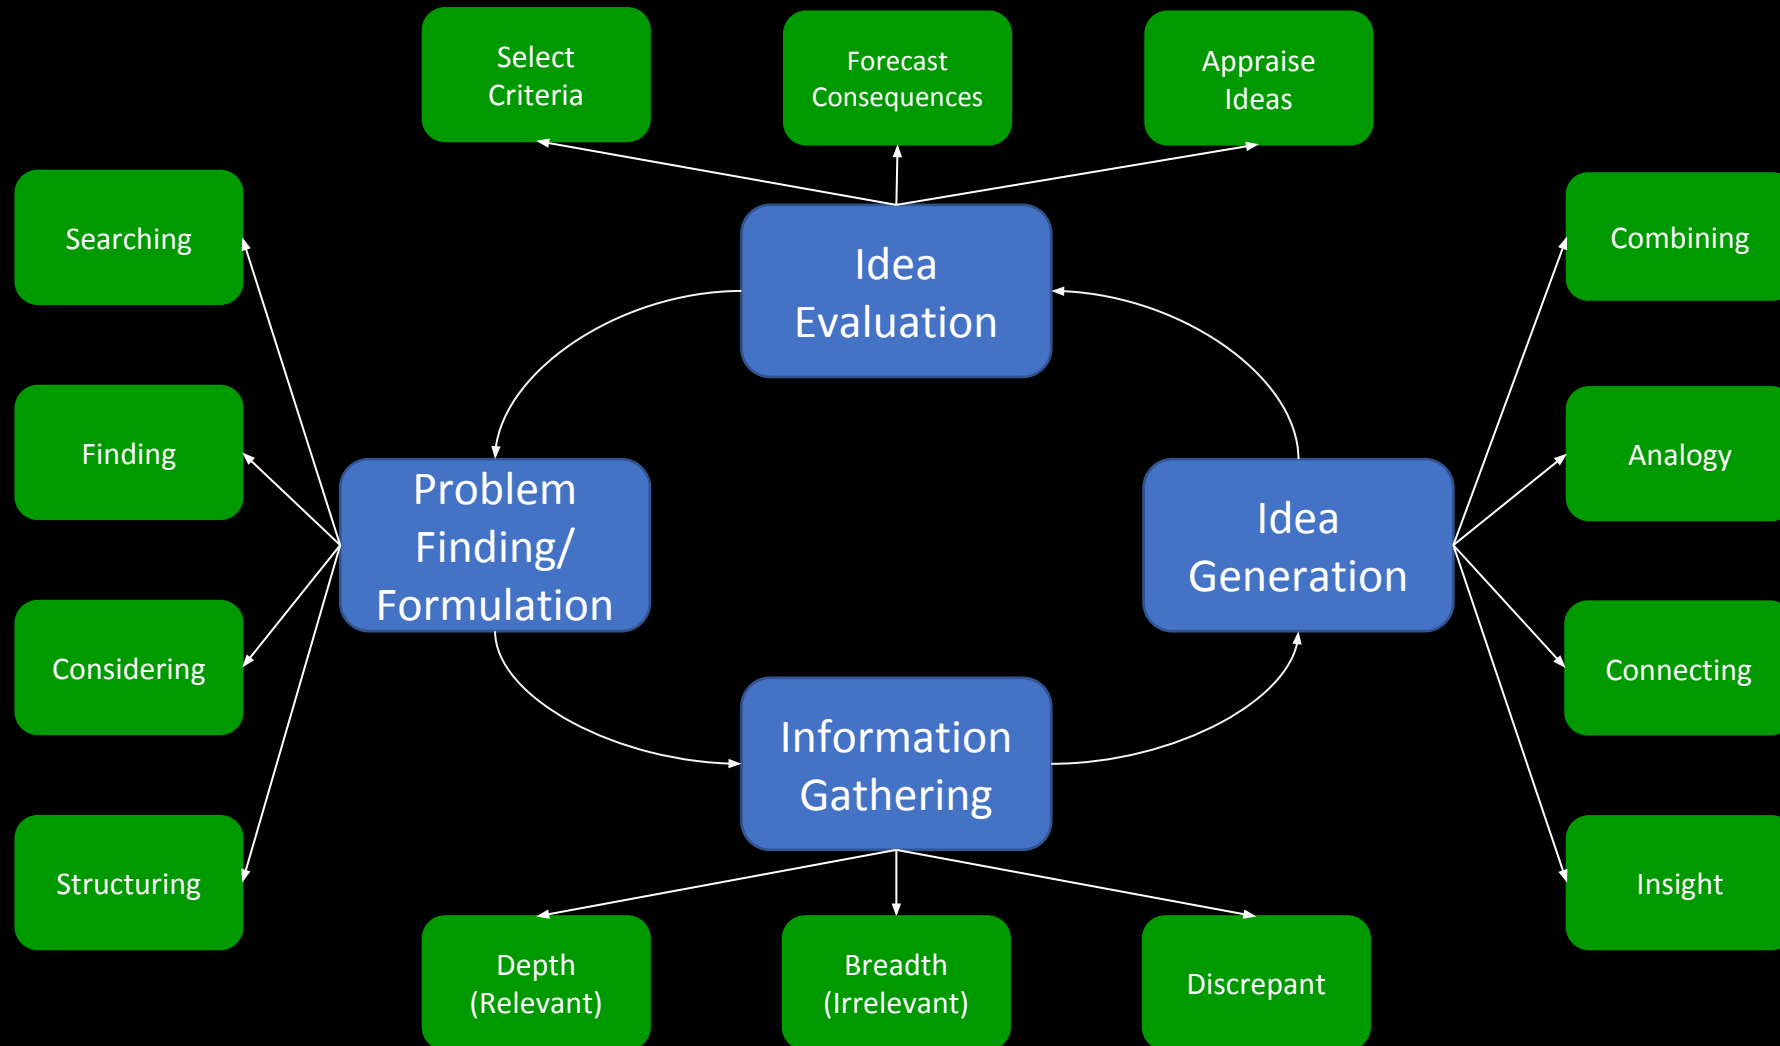 Select
Criteria
Forecast
Consequences
Appraise
Ideas
Searching
Combining
Idea
Evaluation
Finding
Analogy
Problem
Finding/
Formulation
Idea
Generation
Considering
Connecting
Information
Gathering
Structuring
Insight
Depth
(Relevant)
Breadth
(Irrelevant)
Discrepant